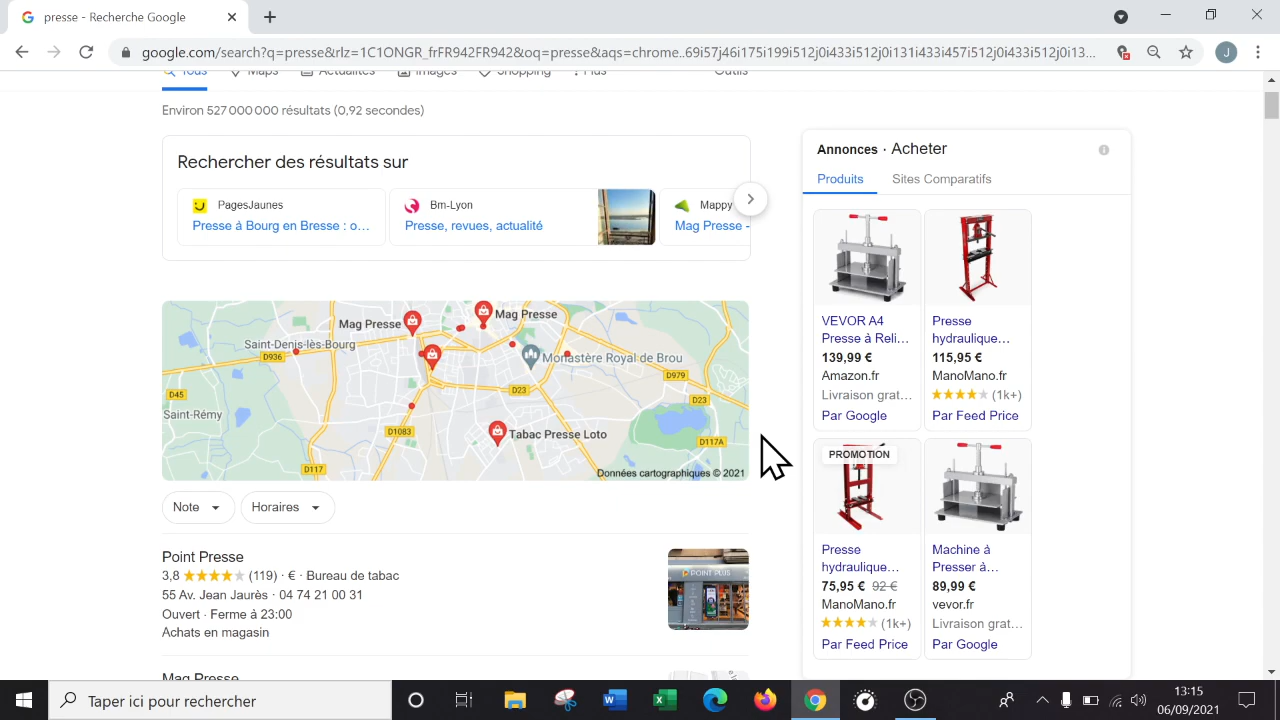 presse - Recherche Google
google.com/search?q=presse&rlz=1C1ONGR_frFR942FR942&oq=presse&aqs=chrome..69i57j46i175i199i512j0i433i512j0i131i433i457i512j0i433i512j0i13...
J
Tous Maps Actualités Images Shopping Plus Outils
Environ 527 000 000 résultats (0,92 secondes)
Rechercher des résultats sur
PagesJaunes
Presse à Bourg en Bresse : o...
Bm-Lyon
Presse, revues, actualité
Mappy
Mag Presse -
Mag Presse
Mag Presse
Saint-Denis-lès-Bourg
D936
Monastère Royal de Brou
D979
D45
D23
D23
Saint-Rémy
D1083
Tabac Presse Loto
D117A
D117
Données cartographiques © 2021
Note
Horaires
Point Presse
3,8 (119) · € · Bureau de tabac
55 Av. Jean Jaurès · 04 74 21 00 31
Ouvert · Ferme à 23:00
Achats en magasin
POINT PLUS
Mag Presse
Annonces · Acheter
Produits
Sites Comparatifs
VEVOR A4
Presse à Reli...
139,99 €
Amazon.fr
Livraison grat...
Par Google
Presse
hydraulique...
115,95 €
ManoMano.fr
(1k+)
Par Feed Price
PROMOTION
Presse
hydraulique...
75,95 € 92 €
ManoMano.fr
(1k+)
Par Feed Price
Machine à
Presser à...
89,99 €
vevor.fr
Livraison grat...
Par Google
Taper ici pour rechercher
13:15
06/09/2021